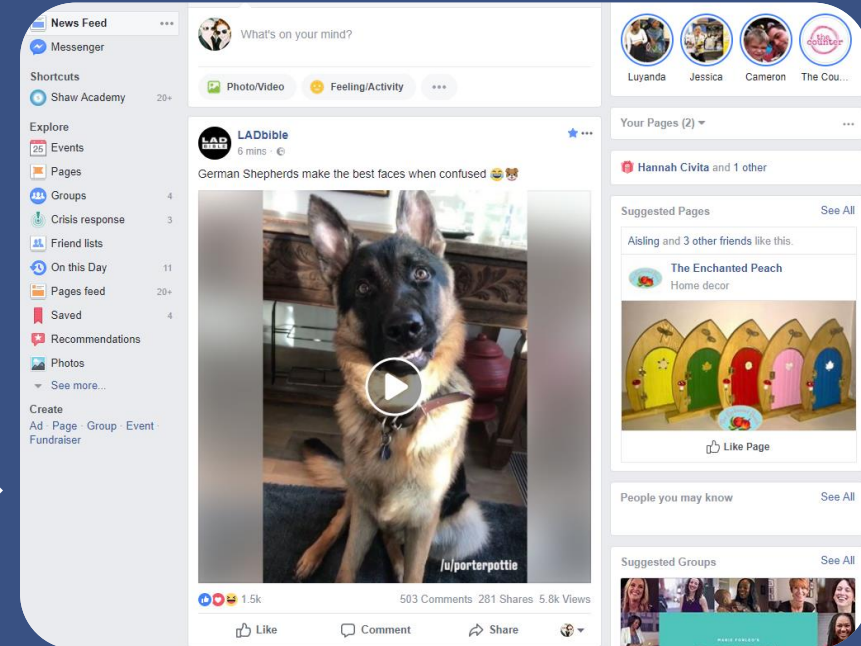 News Feed
Messenger
Shortcuts
Shaw Academy 20+
Explore
25 Events
Pages
Groups 4
Crisis response 3
Friend lists
On this Day 11
Pages feed 20+
Saved 4
Recommendations
Photos
See more...
Create
Ad · Page · Group · Event ·
Fundraiser
What's on your mind?
Photo/Video
Feeling/Activity
LAD
BIBLE
LADbible
6 mins ·
German Shepherds make the best faces when confused 😂🐶
/u/porterpottie
1.5k
503 Comments 281 Shares 5.8k Views
Like
Comment
Share
the
counter
Luyanda
Jessica
Cameron
The Cou...
Your Pages (2)
Hannah Civita and 1 other
Suggested Pages See All
Aisling and 3 other friends like this.
The Enchanted Peach
Home decor
Like Page
People you may know See All
Suggested Groups See All